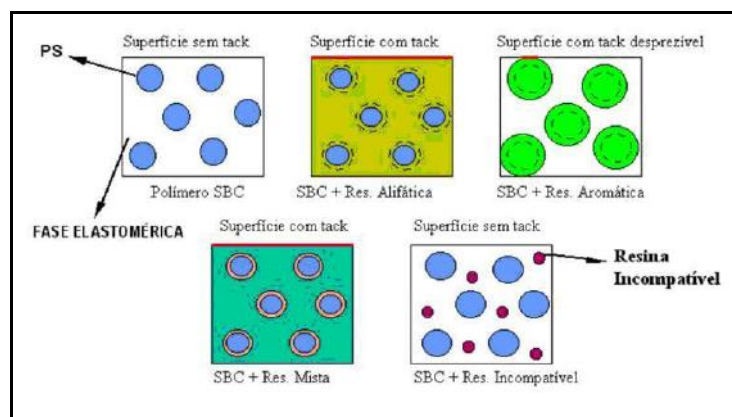 PS
Superfície sem tack
Superfície com tack
Superfície com tack desprezível
Polímero SBC
SBC + Res. Alifática
SBC + Res. Aromática
FASE ELASTOMÉRICA
Superfície com tack
Superfície sem tack
Resina
Incompatível
SBC + Res. Mista
SBC + Res. Incompatível